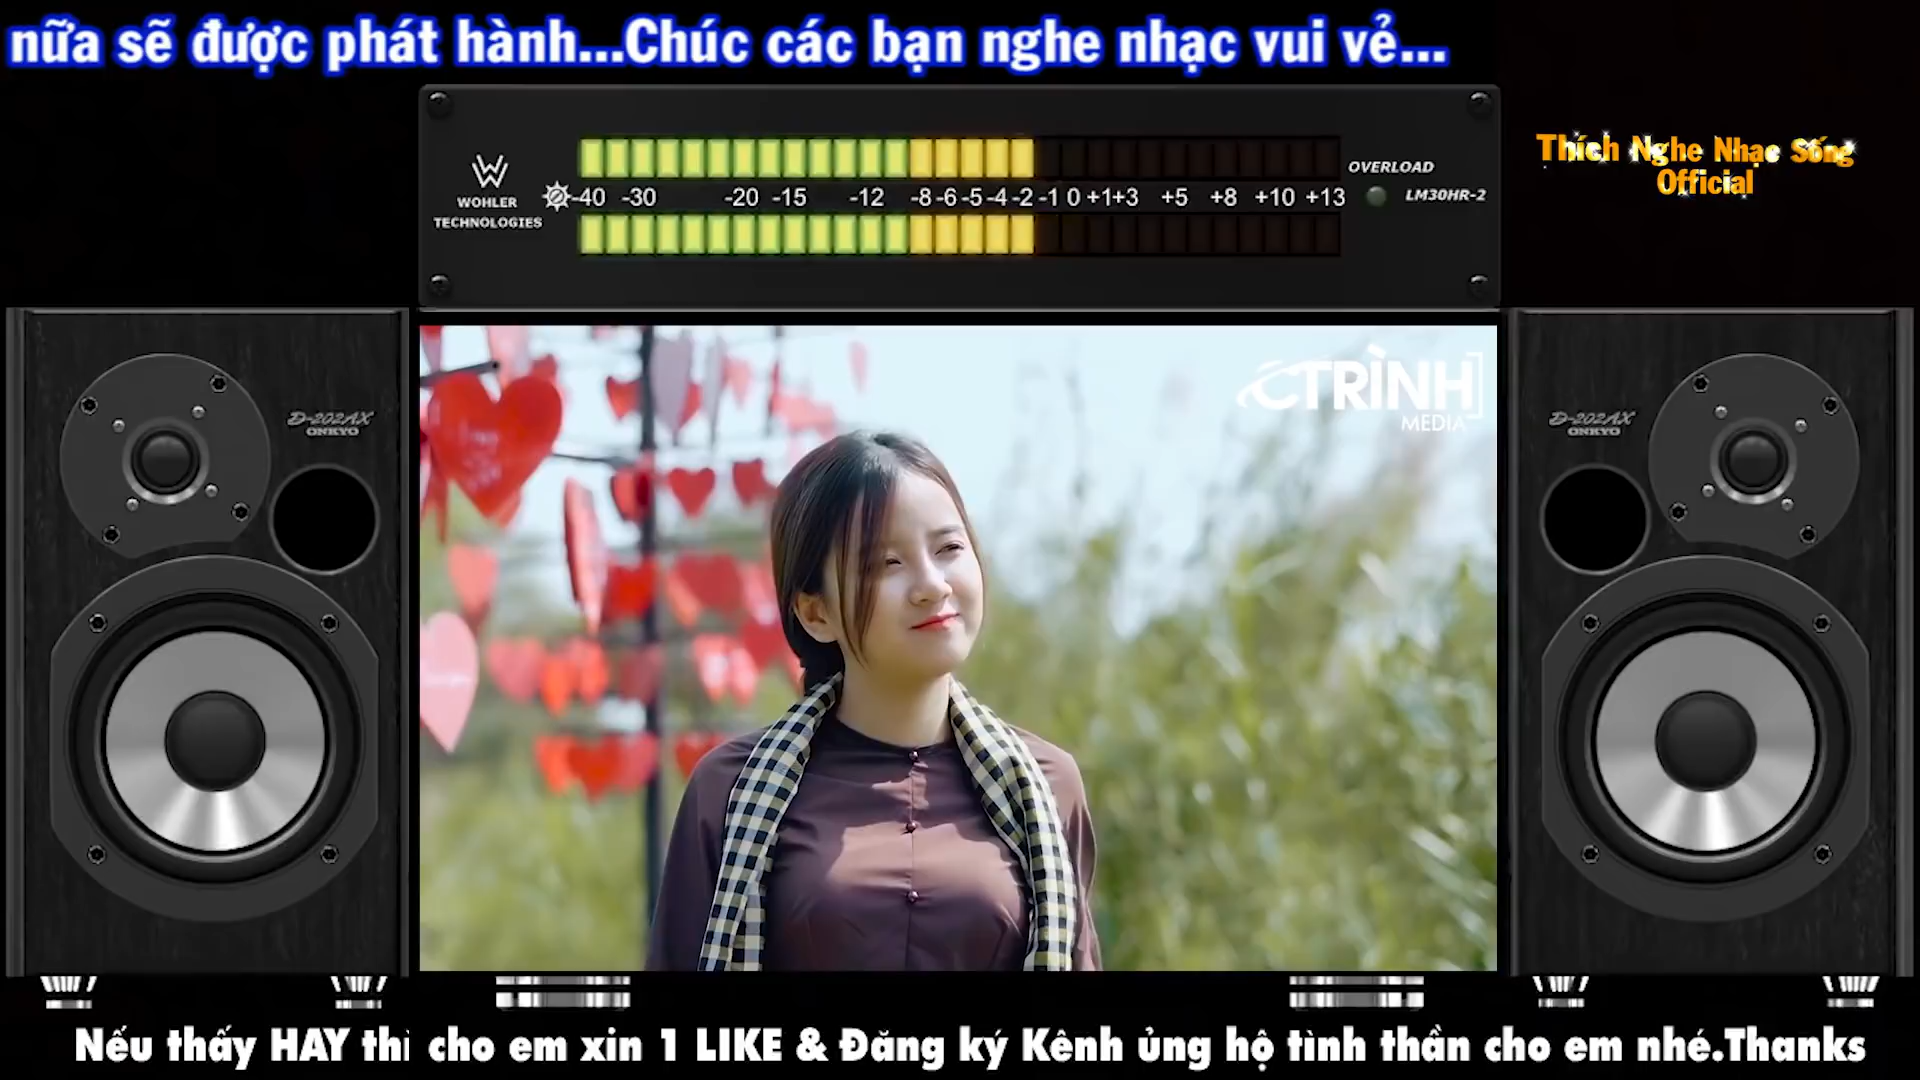 nữa sẽ được phát hành...Chúc các bạn nghe nhạc vui vẻ...
WOHLER
TECHNOLOGIES
-40 -30 -20 -15 -12 -8 -6 -5 -4 -2 -1 0 +1 +3 +5 +8 +10 +13
OVERLOAD
LM30HR-2
Thích Nghe Nhạc Sống
Official
D-202AX
ONKYO
CTRÌNH
MEDIA
D-202AX
ONKYO
Nếu thấy HAY thì cho em xin 1 LIKE & Đăng ký Kênh ủng hộ tình thần cho em nhé.Thanks